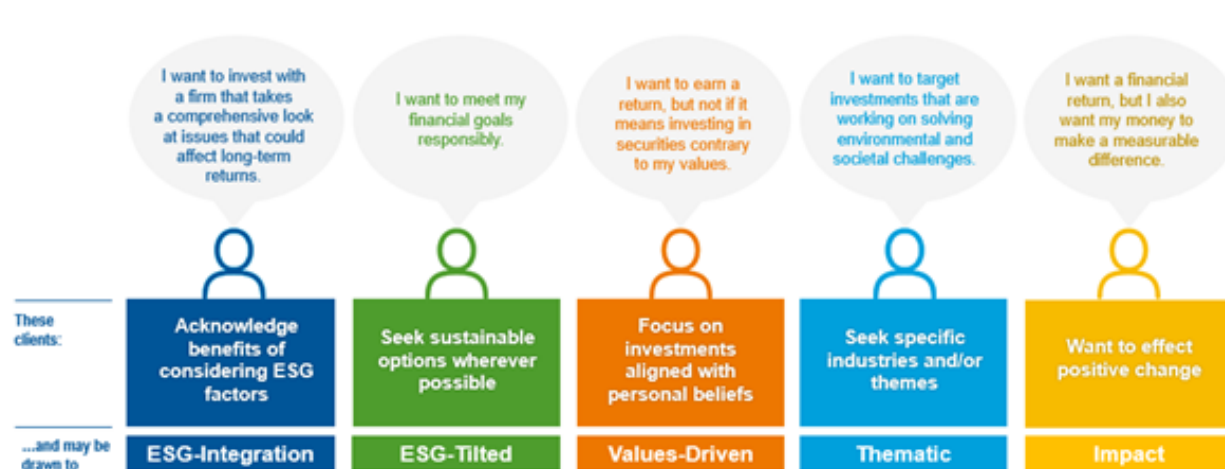 I want to invest with
a firm that takes
a comprehensive look
at issues that could
affect long-term
returns.
I want to meet my
financial goals
responsibly.
I want to earn a
return, but not if it
means investing in
securities contrary
to my values.
I want to target
investments that are
working on solving
environmental and
societal challenges.
I want a financial
return, but I also
want my money to
make a measurable
difference.
These
clients:
Acknowledge
benefits of
considering ESG
factors
Seek sustainable
options wherever
possible
Focus on
investments
aligned with
personal beliefs
Seek specific
industries and/or
themes
Want to effect
positive change
...and may be
drawn to
ESG-Integration
ESG-Tilted
Values-Driven
Thematic
Impact